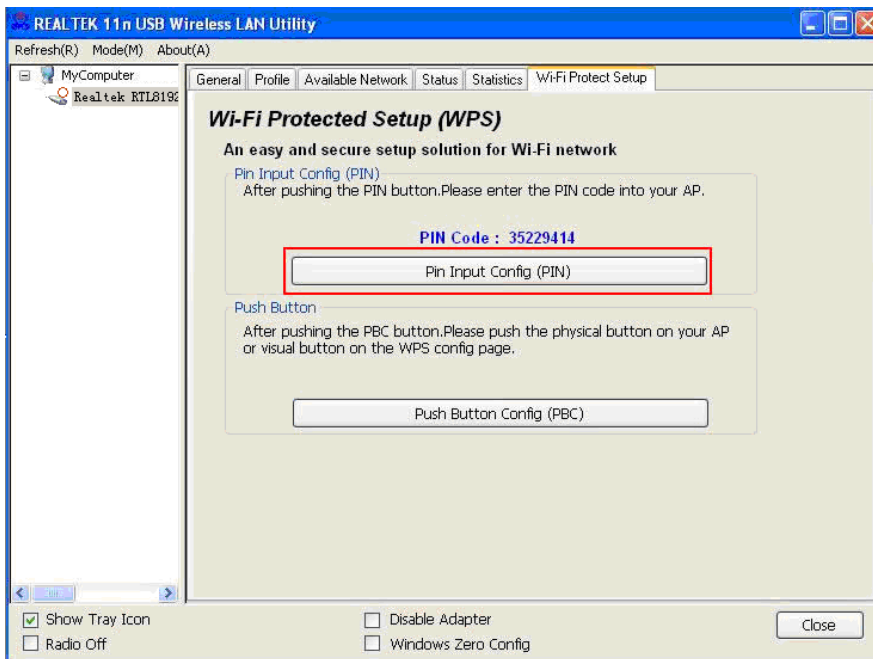 REALTEK 11n USB Wireless LAN Utility
Refresh(R) Mode(M) About(A)
MyComputer
Realtek RTL8192
General Profile Available Network Status Statistics Wi-Fi Protect Setup
Wi-Fi Protected Setup (WPS)
An easy and secure setup solution for Wi-Fi network
Pin Input Config (PIN)
After pushing the PIN button.Please enter the PIN code into your AP.
PIN Code : 35229414
Pin Input Config (PIN)
Push Button
After pushing the PBC button.Please push the physical button on your AP
or visual button on the WPS config page.
Push Button Config (PBC)
Show Tray Icon
Radio Off
Disable Adapter
Windows Zero Config
Close